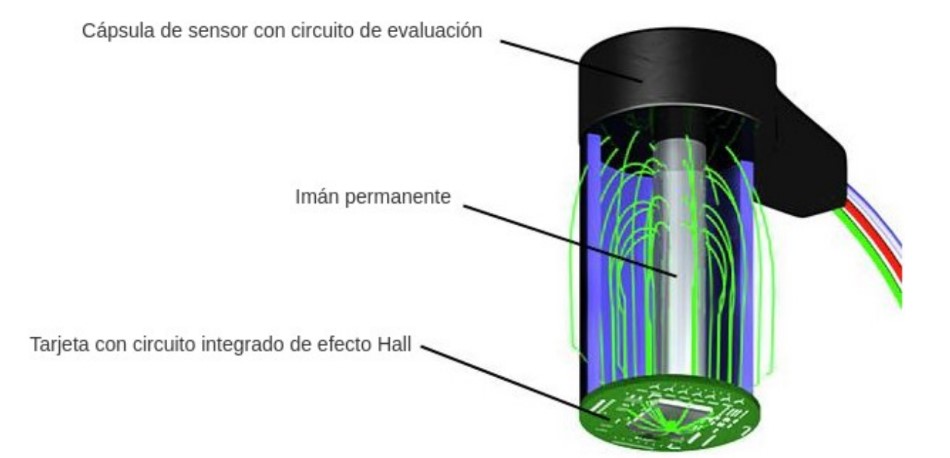 Cápsula de sensor con circuito de evaluación
Imán permanente
Tarjeta con circuito integrado de efecto Hall